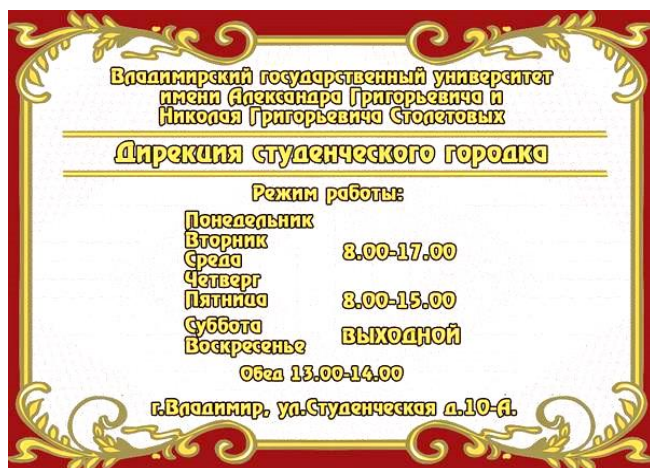 Владимирский государственный университет
имени Александра Григорьевича и
Николая Григорьевича Столетовых
Дирекция студенческого городка
Режим работы:
Понедельник
Вторник
Среда
8.00-17.00
Четверг
Пятница 8.00-15.00
Суббота
Воскресенье
ВЫХОДНОЙ
Обед 13.00-14.00
г.Владимир, ул.Студенческая д.10-А.